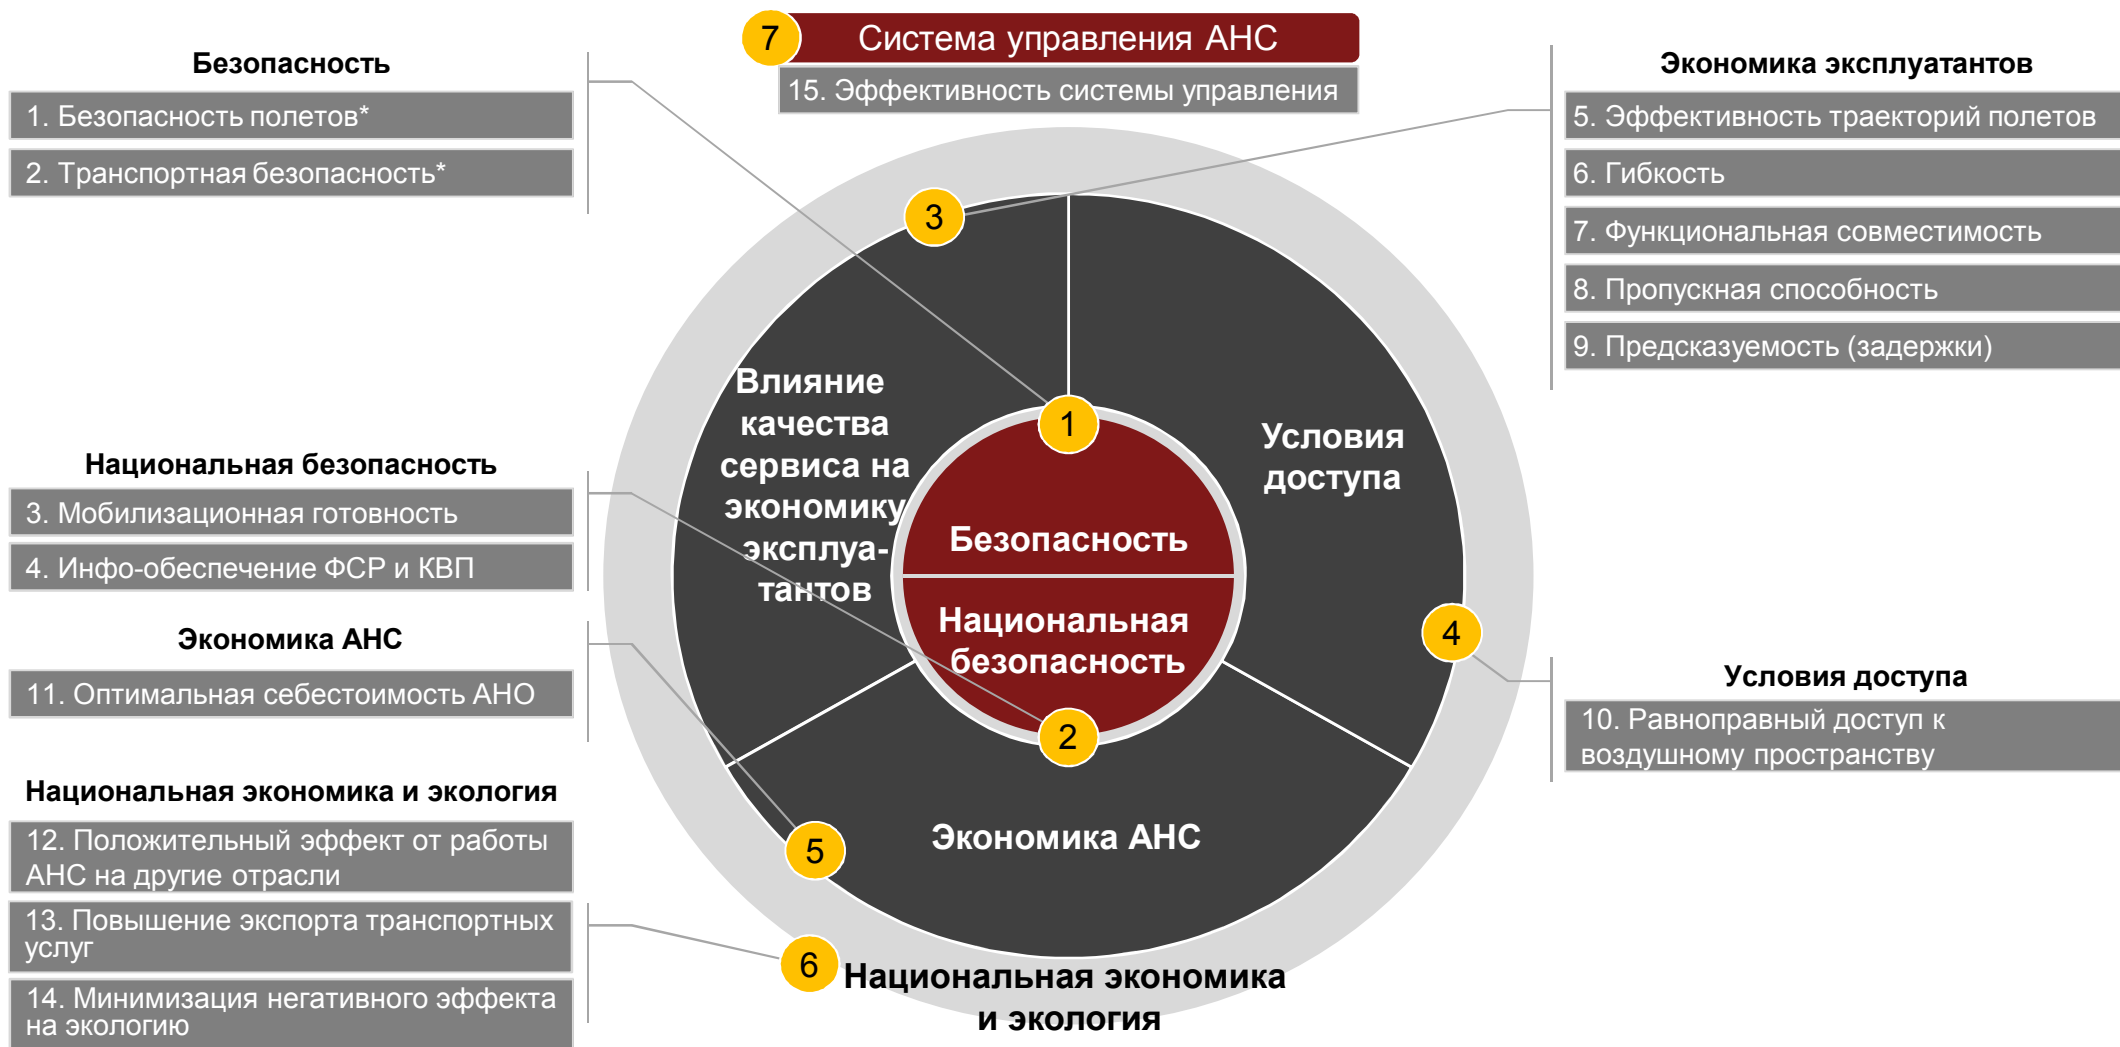 7
Система управления АНС
15. Эффективность системы управления
Безопасность
1. Безопасность полетов*
2. Транспортная безопасность*
Национальная безопасность
3. Мобилизационная готовность
4. Инфо-обеспечение ФСР и КВП
Экономика АНС
11. Оптимальная себестоимость АНО
Национальная экономика и экология
12. Положительный эффект от работы
АНС на другие отрасли
13. Повышение экспорта транспортных
услуг
14. Минимизация негативного эффекта
на экологию
3
Влияние
качества
сервиса на
экономику
эксплуа-
тантов
1
Безопасность
Национальная
безопасность
2
Условия
доступа
4
Экономика АНС
5
6
Национальная экономика
и экология
Экономика эксплуатантов
5. Эффективность траекторий полетов
6. Гибкость
7. Функциональная совместимость
8. Пропускная способность
9. Предсказуемость (задержки)
Условия доступа
10. Равноправный доступ к
воздушному пространству